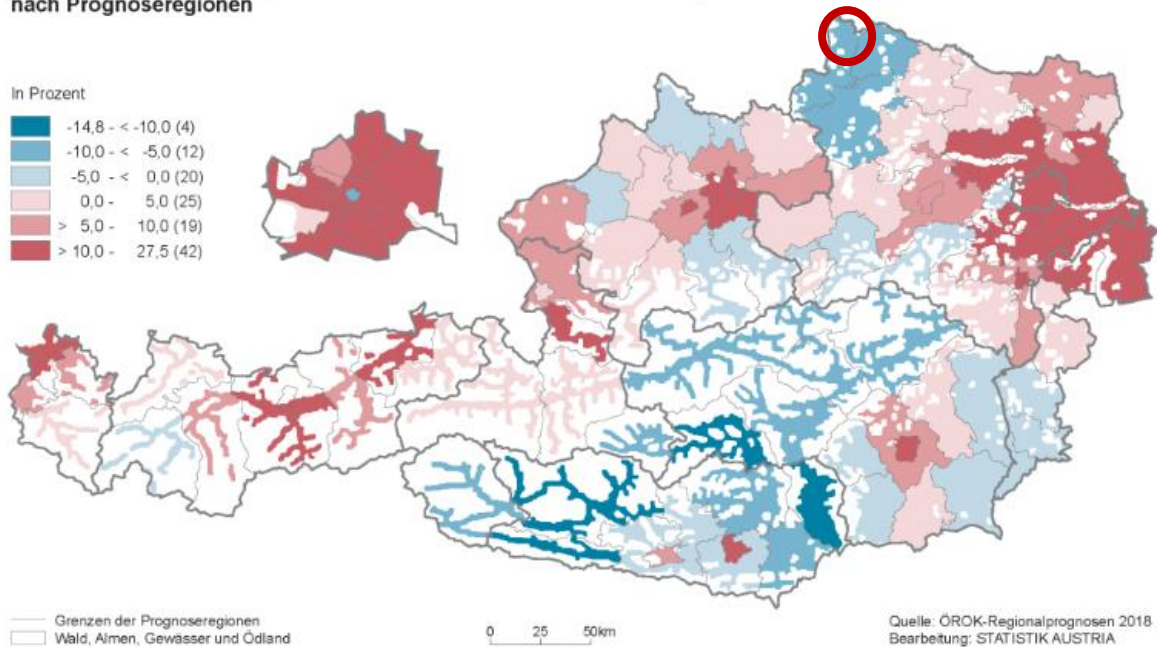 nach Prognoseregionen
In Prozent
-14,8 - < -10,0 (4)
-10,0 - < -5,0 (12)
-5,0 - < 0,0 (20)
0,0 - 5,0 (25)
> 5,0 - 10,0 (19)
> 10,0 - 27,5 (42)
Grenzen der Prognoseregionen
Wald, Almen, Gewässer und Ödland
0 25 50km
Quelle: ÖROK-Regionalprognosen 2018
Bearbeitung: STATISTIK AUSTRIA